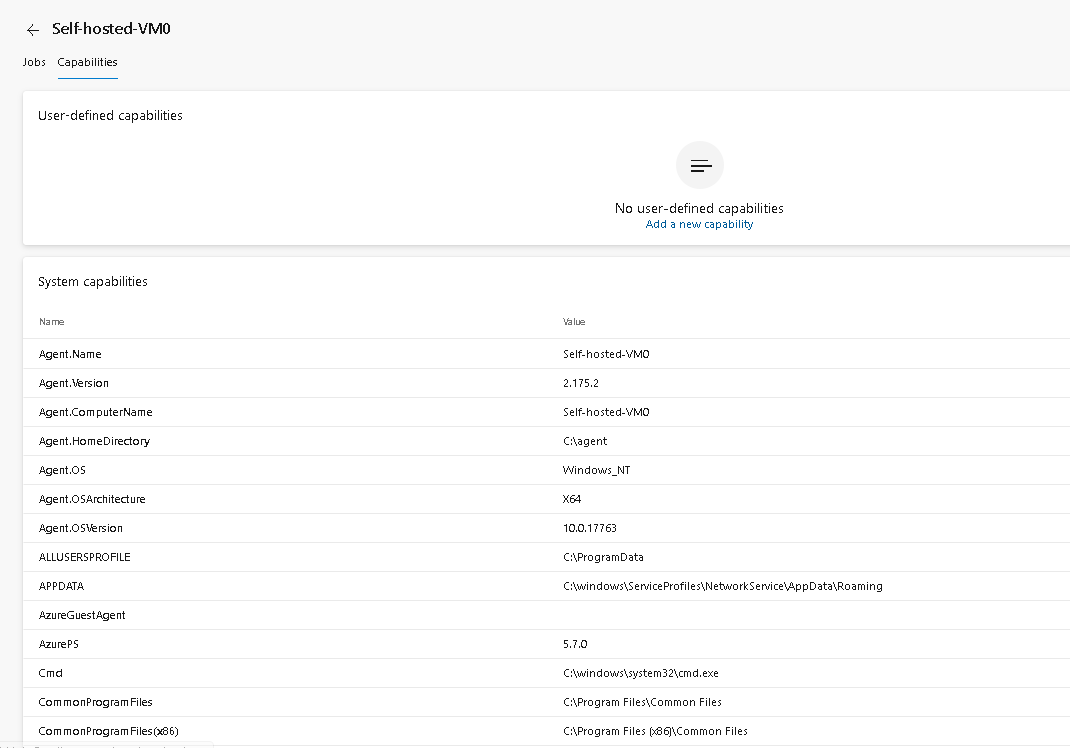 Self-hosted-VM0
Jobs Capabilities
User-defined capabilities
No user-defined capabilities
Add a new capability
System capabilities
Name Value
Agent.Name Self-hosted-VM0
Agent.Version 2.175.2
Agent.ComputerName Self-hosted-VM0
Agent.HomeDirectory C:\agent
Agent.OS Windows_NT
Agent.OSArchitecture X64
Agent.OSVersion 10.0.17763
ALLUSERSPROFILE C:\ProgramData
APPDATA C:\windows\ServiceProfiles\NetworkService\AppData\Roaming
AzureGuestAgent
AzurePS 5.7.0
Cmd C:\windows\system32\cmd.exe
CommonProgramFiles C:\Program Files\Common Files
CommonProgramFiles(x86) C:\Program Files (x86)\Common Files